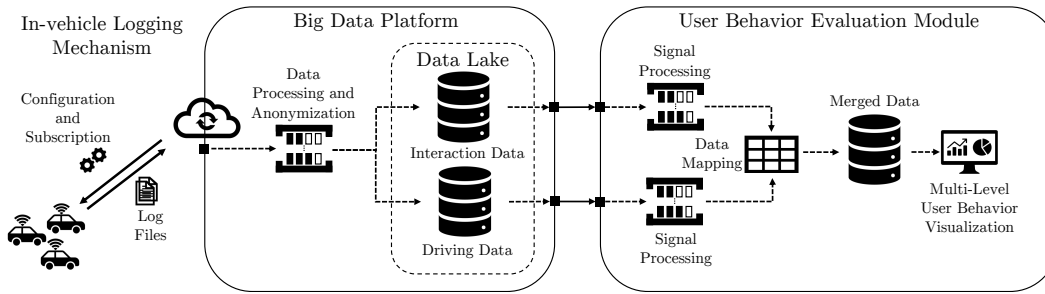 In-vehicle Logging
Mechanism
Configuration
and
Subscription
Log
Files
Big Data Platform
Data
Processing and
Anonymization
Data Lake
Interaction Data
Driving Data
User Behavior Evaluation Module
Signal
Processing
Data
Mapping
Signal
Processing
Merged Data
Multi-Level
User Behavior
Visualization